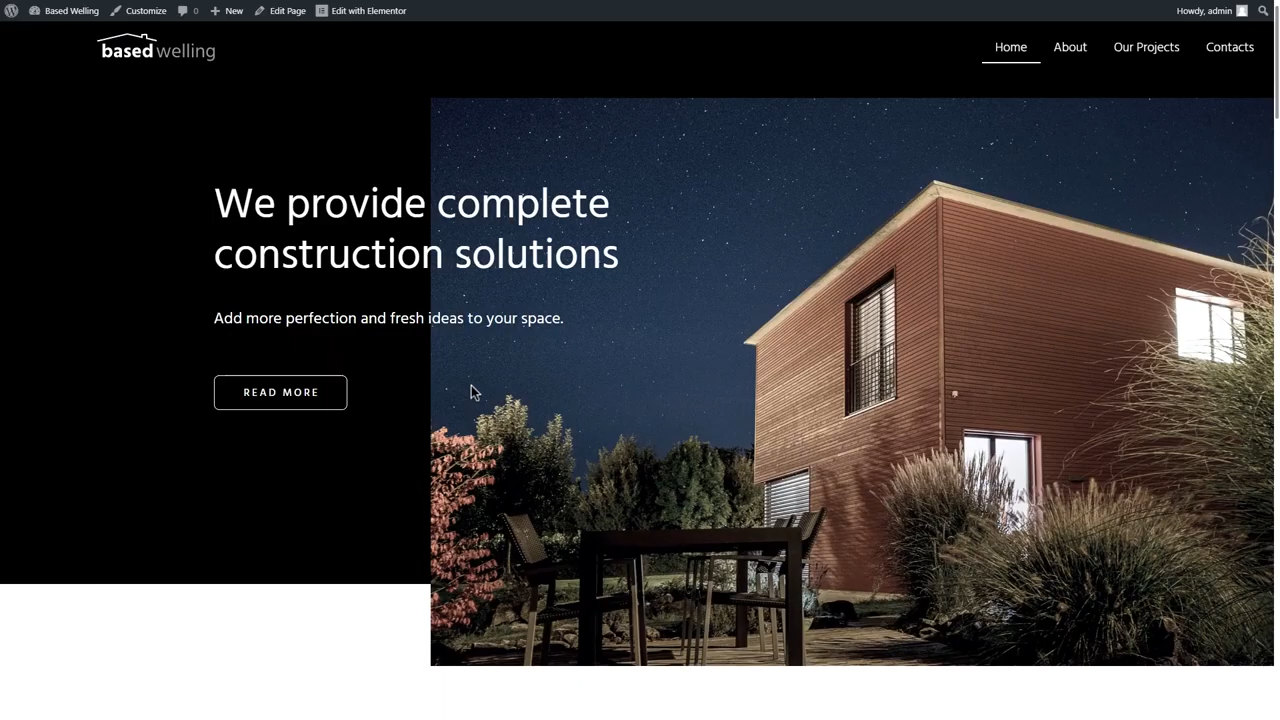 Based Welling
Customize
0
New
Edit Page
Edit with Elementor
Howdy, admin
based welling
Home
About
Our Projects
Contacts
We provide complete
construction solutions
Add more perfection and fresh ideas to your space.
READ MORE